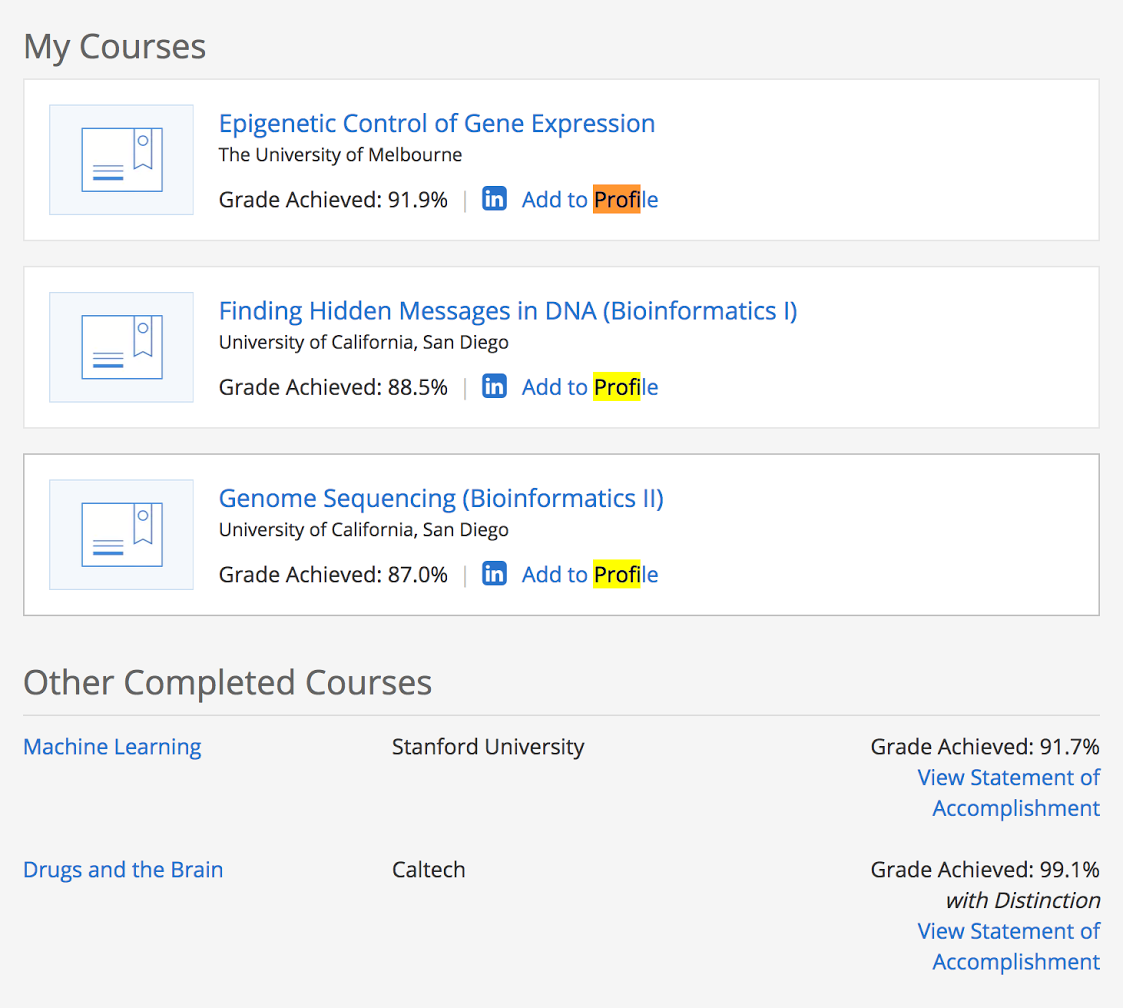 My Courses
Epigenetic Control of Gene Expression
The University of Melbourne
Grade Achieved: 91.9% | in Add to Profile
Finding Hidden Messages in DNA (Bioinformatics I)
University of California, San Diego
Grade Achieved: 88.5% | in Add to Profile
Genome Sequencing (Bioinformatics II)
University of California, San Diego
Grade Achieved: 87.0% | in Add to Profile
Other Completed Courses
Machine Learning Stanford University Grade Achieved: 91.7%
View Statement of
Accomplishment
Drugs and the Brain Caltech Grade Achieved: 99.1%
with Distinction
View Statement of
Accomplishment